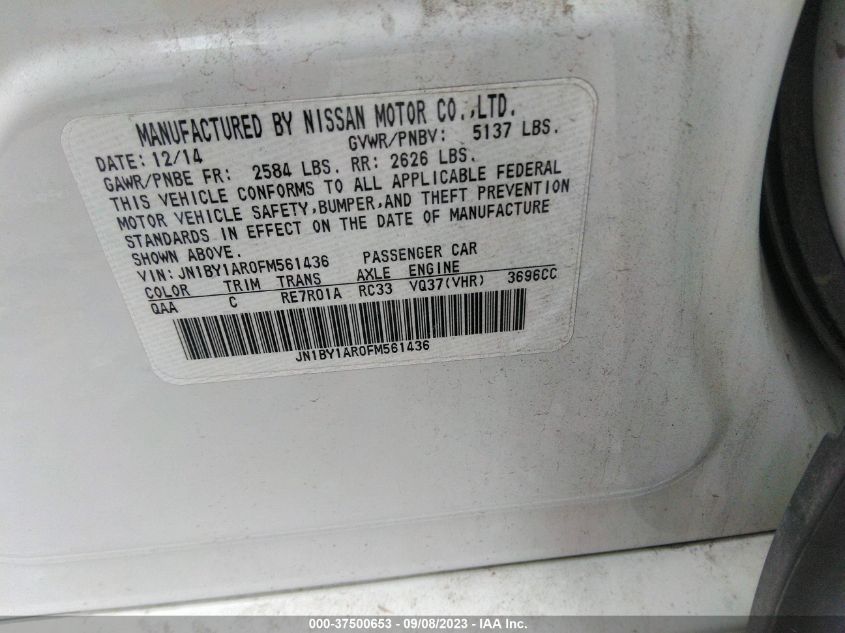 MANUFACTURED BY NISSAN MOTOR CO.,LTD.
DATE: 12/14 GVWR/PNBV: 5137 LBS.
GAWR/PNBE FR: 2584 LBS. RR: 2626 LBS.
THIS VEHICLE CONFORMS TO ALL APPLICABLE FEDERAL
MOTOR VEHICLE SAFETY,BUMPER,AND THEFT PREVENTION
STANDARDS IN EFFECT ON THE DATE OF MANUFACTURE
SHOWN ABOVE.
VIN: JN1BY1AR0FM561436 PASSENGER CAR
COLOR TRIM TRANS AXLE ENGINE
QAA C RE7R01A RC33 VQ37(VHR) 3696CC
JN1BY1AR0FM561436
000-37500653 - 09/08/2023 - IAA Inc.